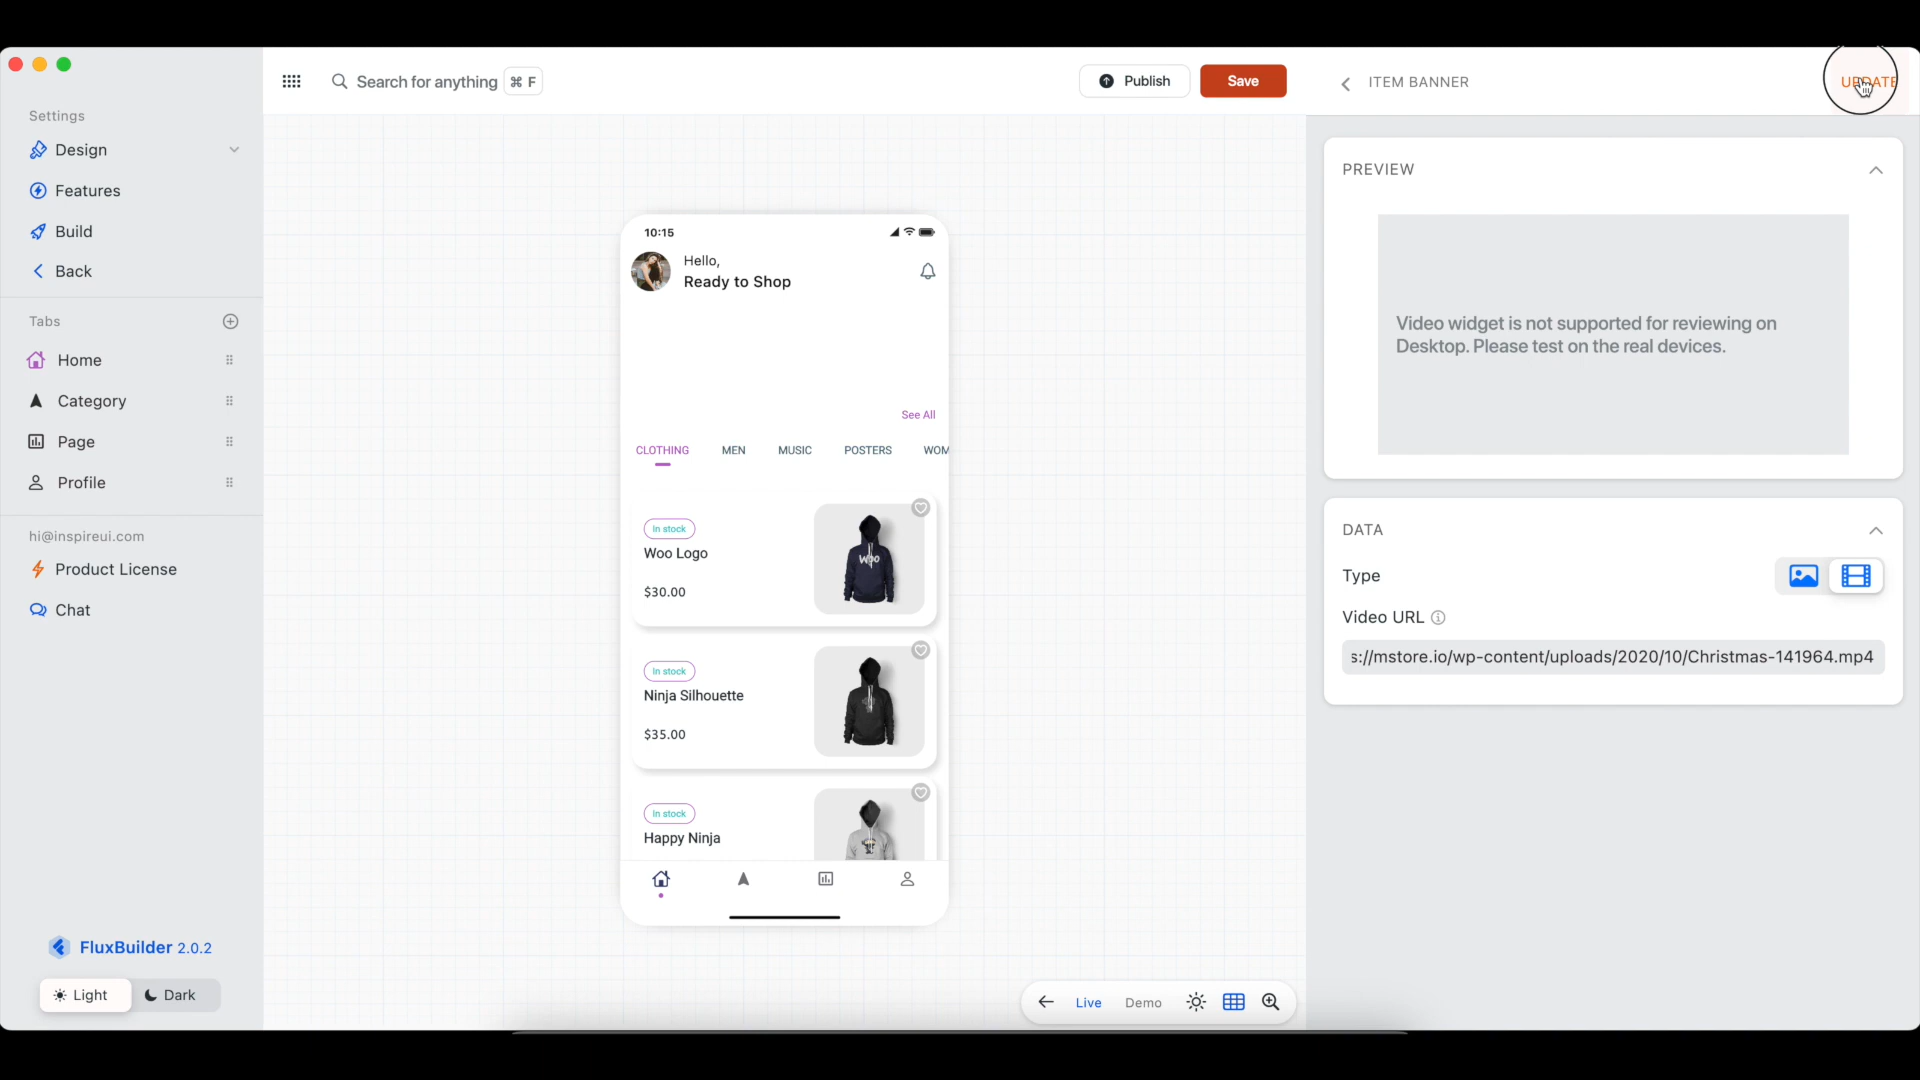 Settings
Design
Features
Build
Back
Tabs
Home
Category
Page
Profile
hi@inspireui.com
Product License
Chat
FluxBuilder 2.0.2
Light
Dark
Search for anything
⌘ F
Publish
Save
10:15
Hello,
Ready to Shop
See All
CLOTHING MEN MUSIC POSTERS WOM
In stock
Woo Logo
$30.00
WOO
In stock
Ninja Silhouette
$35.00
In stock
Happy Ninja
Live
Demo
ITEM BANNER
UPDATE
PREVIEW
Video widget is not supported for reviewing on
Desktop. Please test on the real devices.
DATA
Type
Video URL
s://mstore.io/wp-content/uploads/2020/10/Christmas-141964.mp4